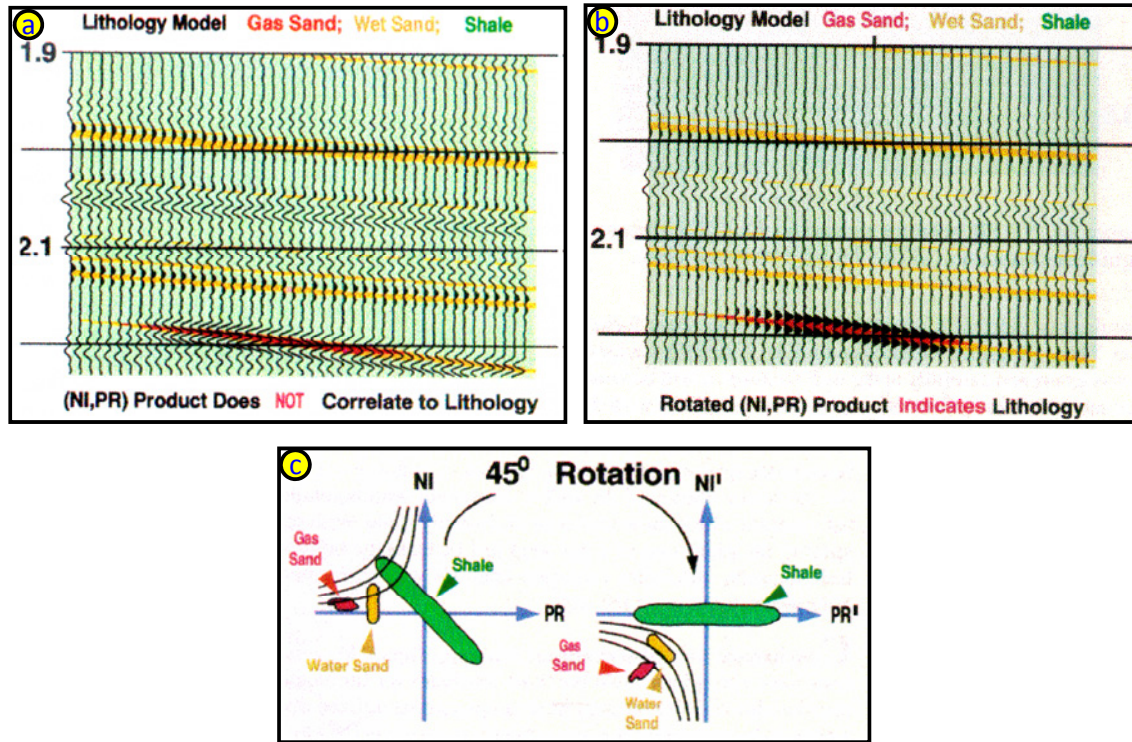 a
Lithology Model Gas Sand; Wet Sand; Shale
1.9
2.1
(NI,PR) Product Does NOT Correlate to Lithology
b
Lithology Model Gas Sand; Wet Sand; Shale
1.9
2.1
Rotated (NI,PR) Product Indicates Lithology
c
45⁰ Rotation
NI
Gas
Sand
Shale
PR
Water Sand
NI'
Shale
PR'
Gas
Sand
Water
Sand